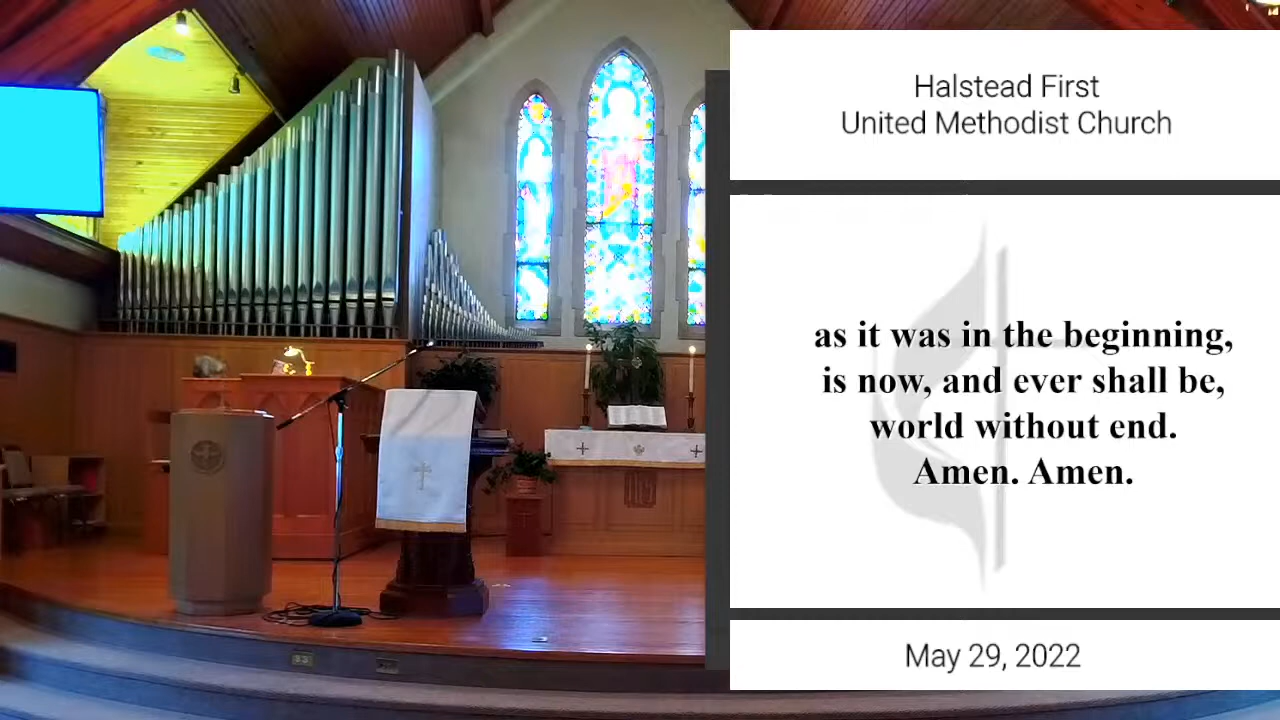 Halstead First
United Methodist Church
as it was in the beginning,
is now, and ever shall be,
world without end.
Amen. Amen.
May 29, 2022